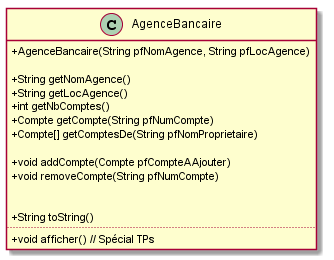 C AgenceBancaire
+AgenceBancaire(String pfNomAgence, String pfLocAgence)
+String getNomAgence()
+String getLocAgence()
+int getNbComptes()
+Compte getCompte(String pfNumCompte)
+Compte[] getComptesDe(String pfNomProprietaire)
+void addCompte(Compte pfCompteAAjouter)
+void removeCompte(String pfNumCompte)
+String toString()
+void afficher() // Spécial TPs